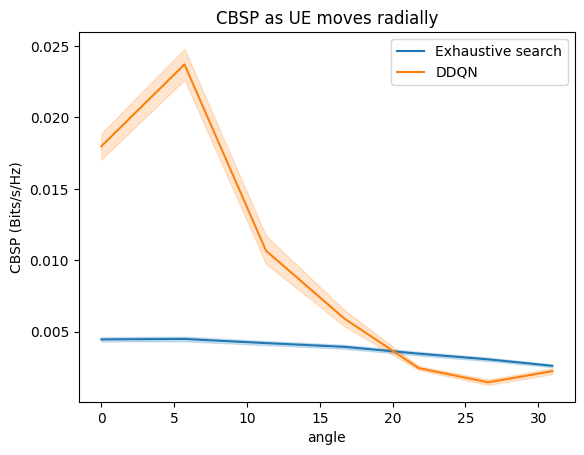 CBSP as UE moves radially
Exhaustive search
DDQN
CBSP (Bits/s/Hz)
0.025
0.020
0.015
0.010
0.005
0 5 10 15 20 25 30
angle